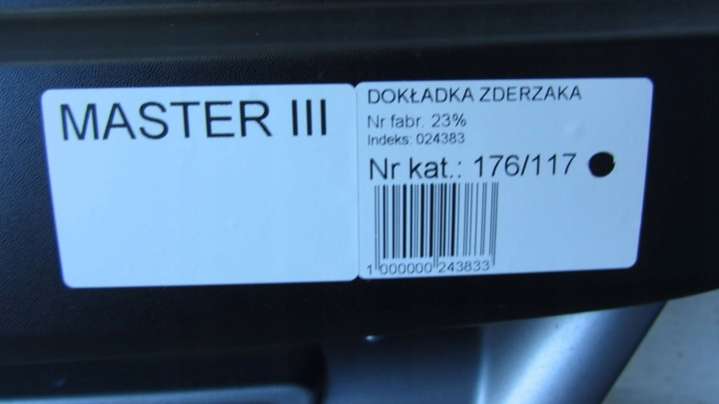 MASTER III
DOKŁADKA ZDERZAKA
Nr fabr. 23%
Indeks: 024383
Nr kat.: 176/117
1 000000 243833